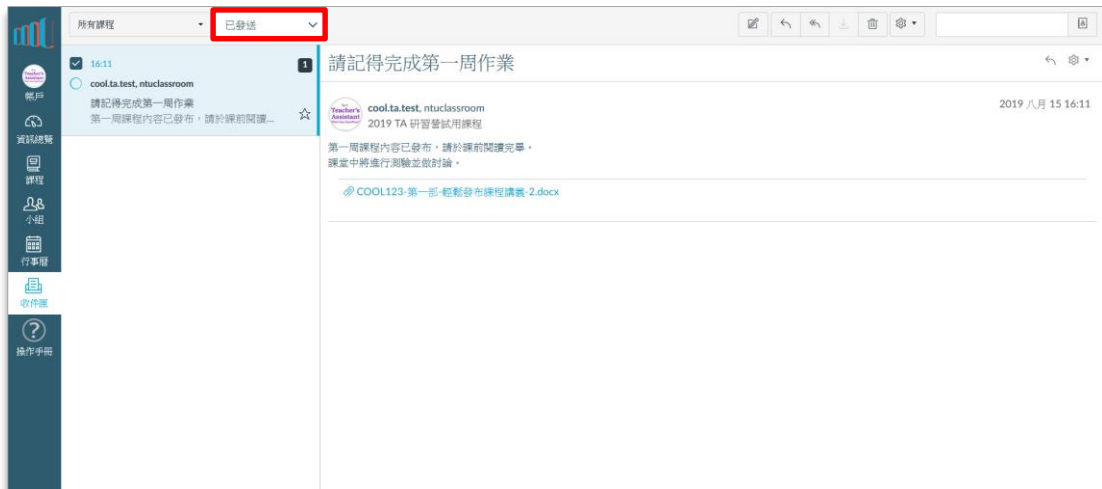 所有課程
已發送
Teacher's
Assistant
帳戶
資訊總覽
課程
小組
行事曆
收件匣
操作手冊
16:11
1
cool.ta.test, ntuclassroom
請記得完成第一周作業
第一周課程內容已發布，請於課前閱讀...
請記得完成第一周作業
Teacher's
Assistant
cool.ta.test, ntuclassroom
2019 TA 研習營試用課程
2019 八月 15 16:11
第一周課程內容已發布，請於課前閱讀完畢。
課堂中將進行測驗並做討論。
COOL123-第一部-輕鬆發布課程講義-2.docx